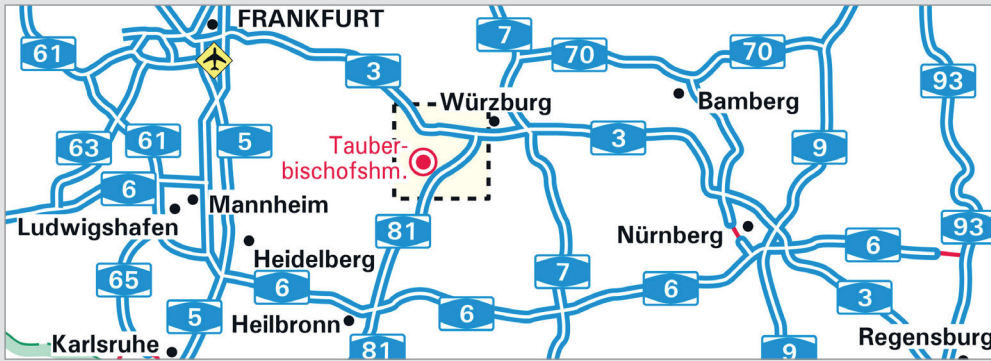 FRANKFURT
61
7
70
70
3
93
Würzburg
Bamberg
63
61
5
Tauber-
bischofshm.
3
9
6
Mannheim
Ludwigshafen
81
Nürnberg
6
93
Heidelberg
65
6
7
6
3
5
Heilbronn
6
Karlsruhe
81
9
Regensburg